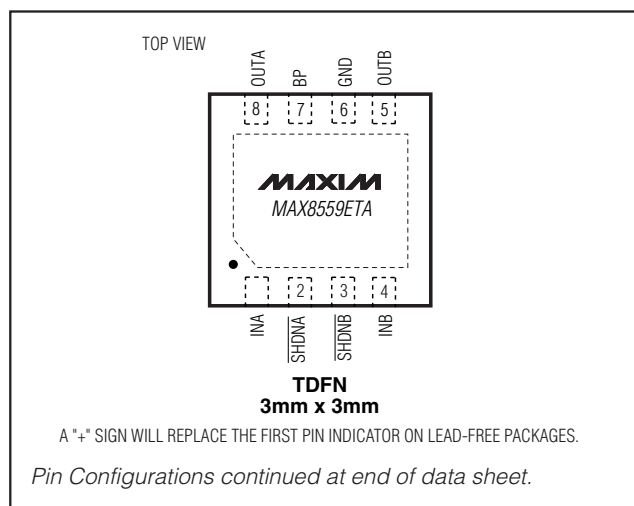 TOP VIEW
OUTA
BP
GND
OUTB
8
7
6
5
MAXIM
MAX8559ETA
2
3
4
INA
SHDNA
SHDNB
INB
TDFN
3mm x 3mm
A "+" SIGN WILL REPLACE THE FIRST PIN INDICATOR ON LEAD-FREE PACKAGES.
Pin Configurations continued at end of data sheet.